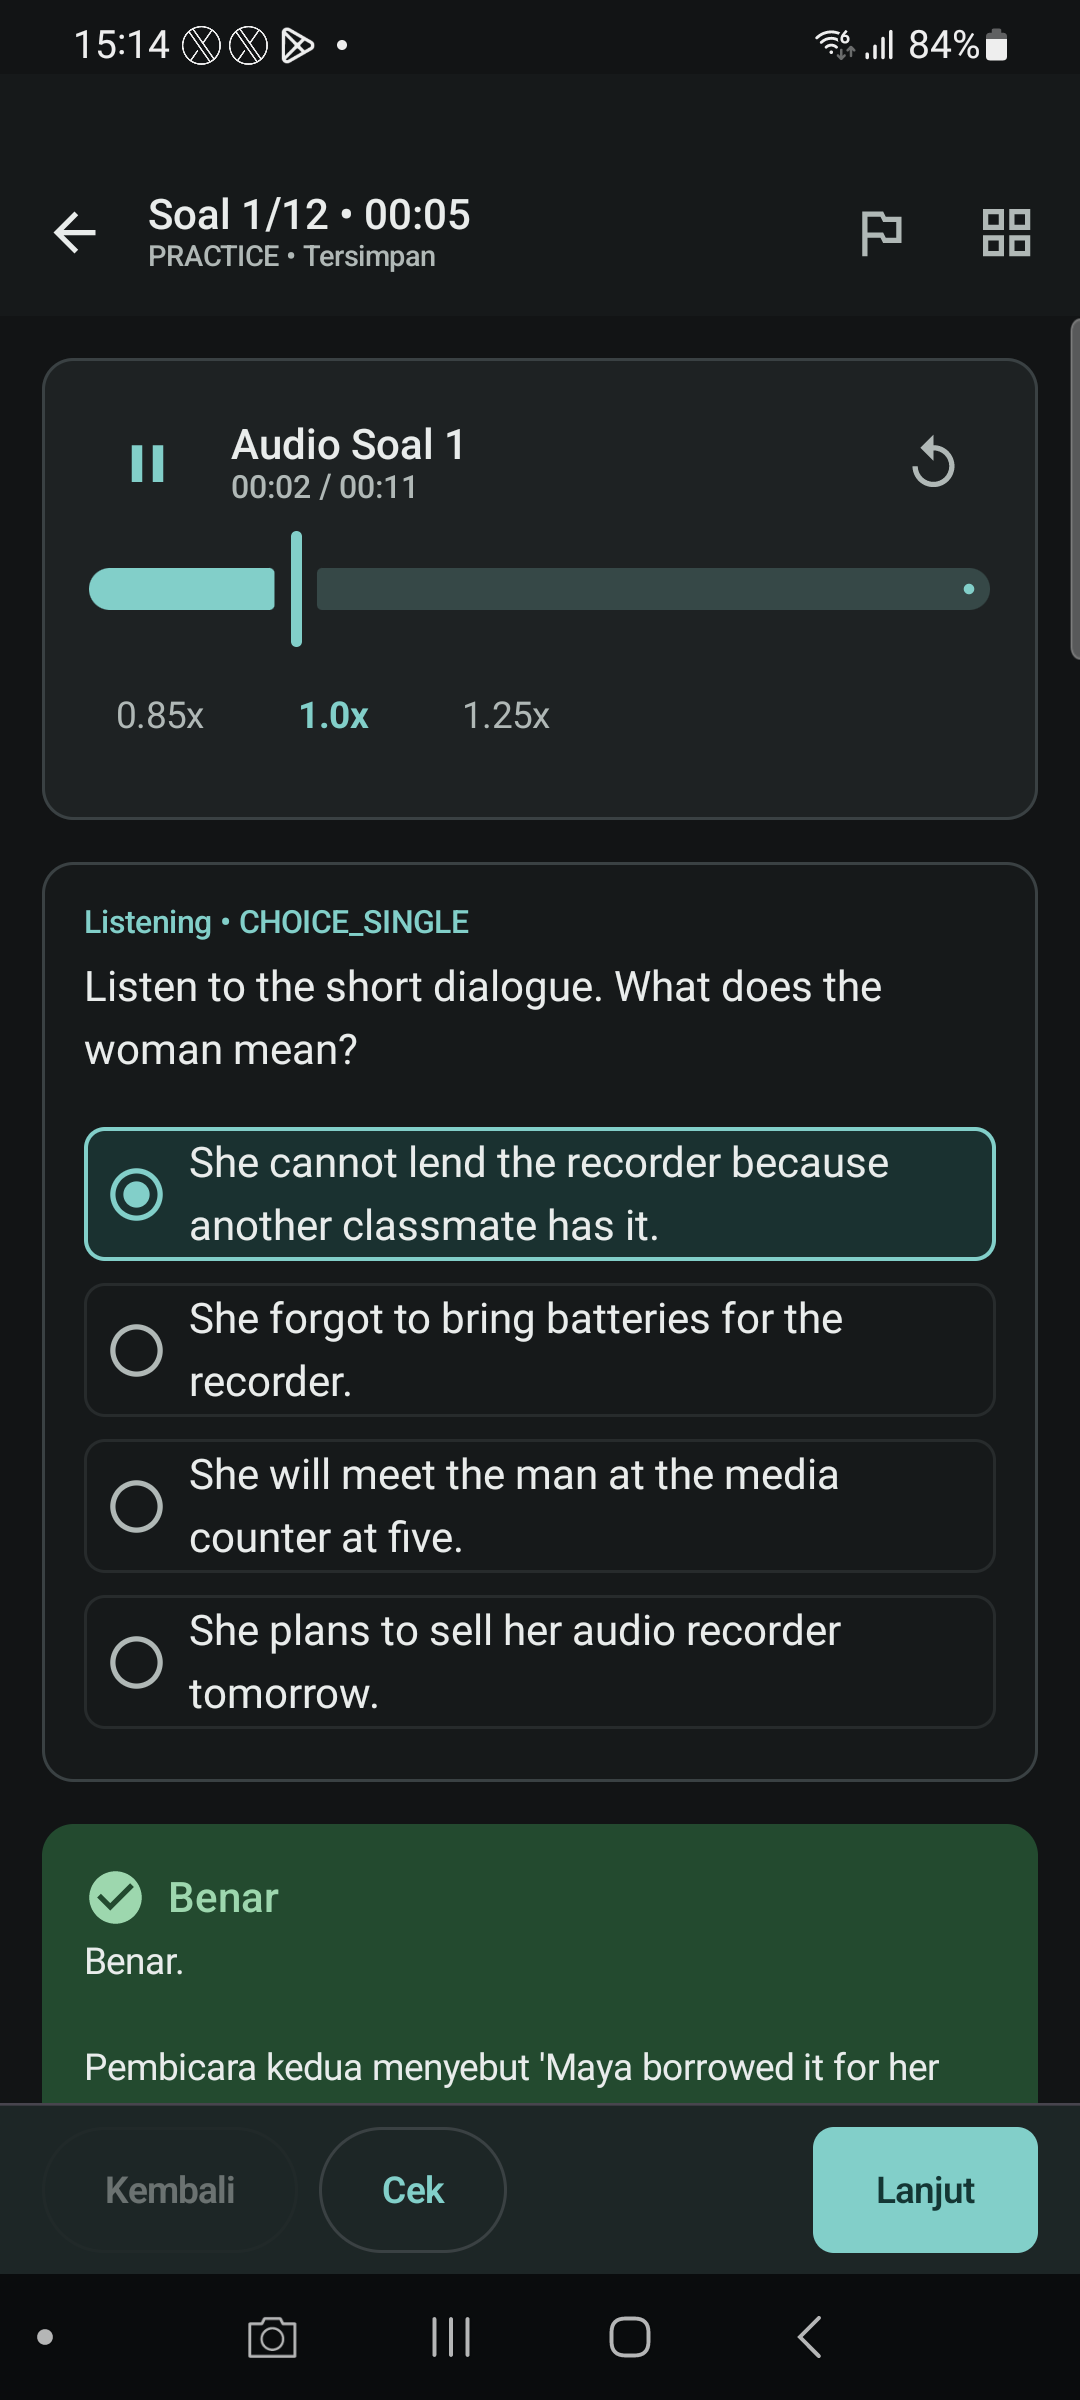 15:14
84%
Soal 1/12 • 00:05
PRACTICE • Tersimpan
Audio Soal 1
00:02 / 00:11
0.85x 1.0x 1.25x
Listening • CHOICE_SINGLE
Listen to the short dialogue. What does the
woman mean?
She cannot lend the recorder because
another classmate has it.
She forgot to bring batteries for the
recorder.
She will meet the man at the media
counter at five.
She plans to sell her audio recorder
tomorrow.
Benar
Benar.
Pembicara kedua menyebut 'Maya borrowed it for her
Kembali
Cek
Lanjut